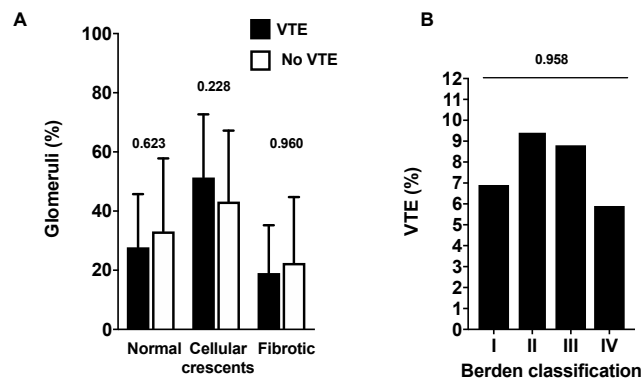 A
VTE
No VTE
Glomeruli (%)
100
80
60
40
20
0
0.623
0.228
0.960
Normal
Cellular
crescents
Fibrotic
B
0.958
VTE (%)
12
11
10
9
8
7
6
5
4
3
2
1
0
I II III IV
Berden classification